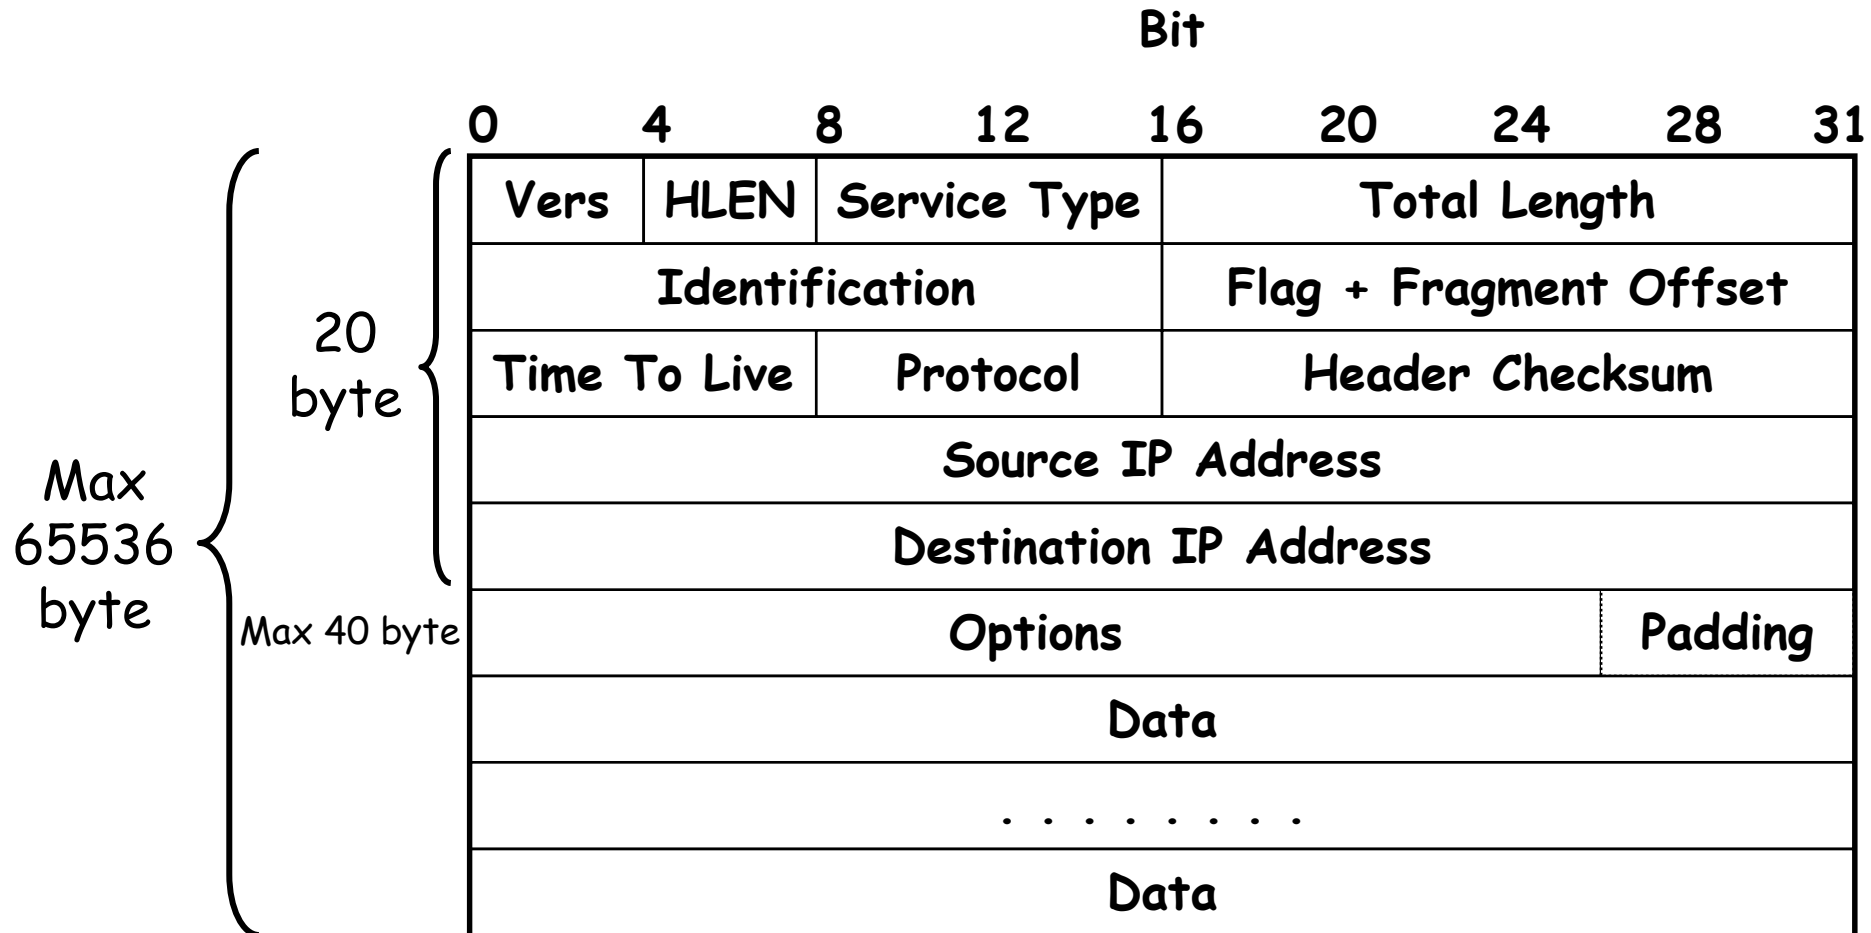 Bit
0 4 8 12 16 20 24 28 31
Vers HLEN Service Type Total Length
Identification Flag + Fragment Offset
20
byte
Time To Live Protocol Header Checksum
Source IP Address
Max
65536
byte
Destination IP Address
Max 40 byte
Options Padding
Data
. . . . . . . .
Data